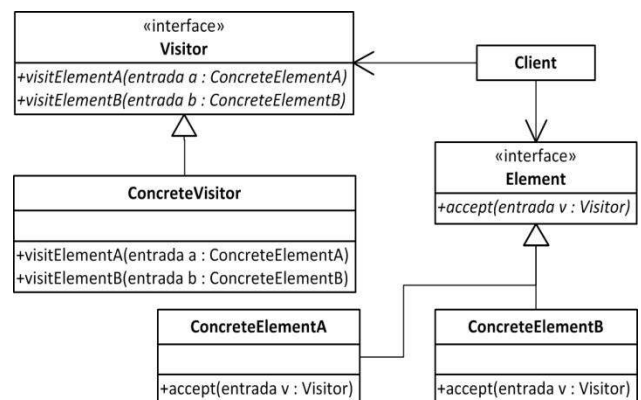 «interface»
Visitor
+visitElementA(entrada a : ConcreteElementA)
+visitElementB(entrada b : ConcreteElementB)
Client
«interface»
Element
+accept(entrada v : Visitor)
ConcreteVisitor
+visitElementA(entrada a : ConcreteElementA)
+visitElementB(entrada b : ConcreteElementB)
ConcreteElementA
+accept(entrada v : Visitor)
ConcreteElementB
+accept(entrada v : Visitor)